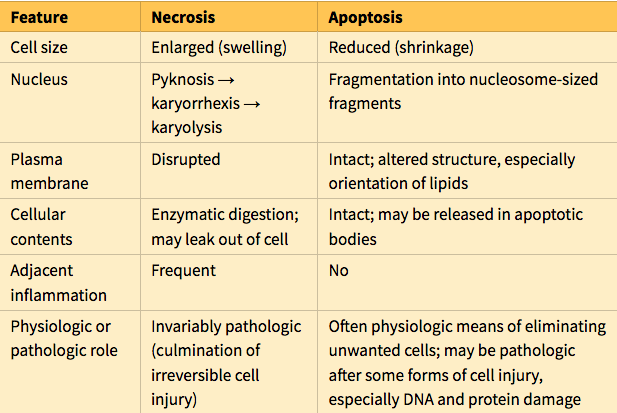 Feature Necrosis Apoptosis
Cell size Enlarged (swelling) Reduced (shrinkage)
Nucleus Pyknosis → Fragmentation into nucleosome-sized
karyorrhexis → fragments
karyolysis
Plasma Disrupted Intact; altered structure, especially
membrane orientation of lipids
Cellular Enzymatic digestion; Intact; may be released in apoptotic
contents may leak out of cell bodies
Adjacent Frequent No
inflammation
Physiologic or Invariably pathologic Often physiologic means of eliminating
pathologic role (culmination of unwanted cells; may be pathologic
irreversible cell after some forms of cell injury,
injury) especially DNA and protein damage